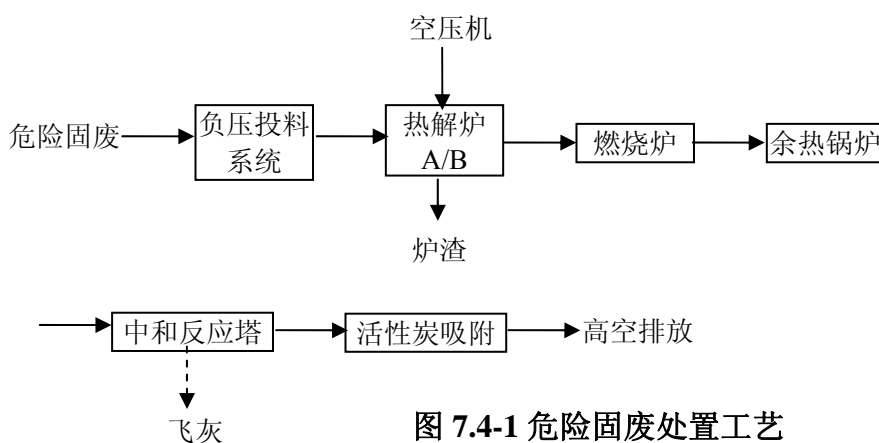 空压机
危险固废
负压投料
系统
热解炉
A/B
燃烧炉
余热锅炉
炉渣
中和反应塔
活性炭吸附
高空排放
飞灰
图 7.4-1 危险固废处置工艺